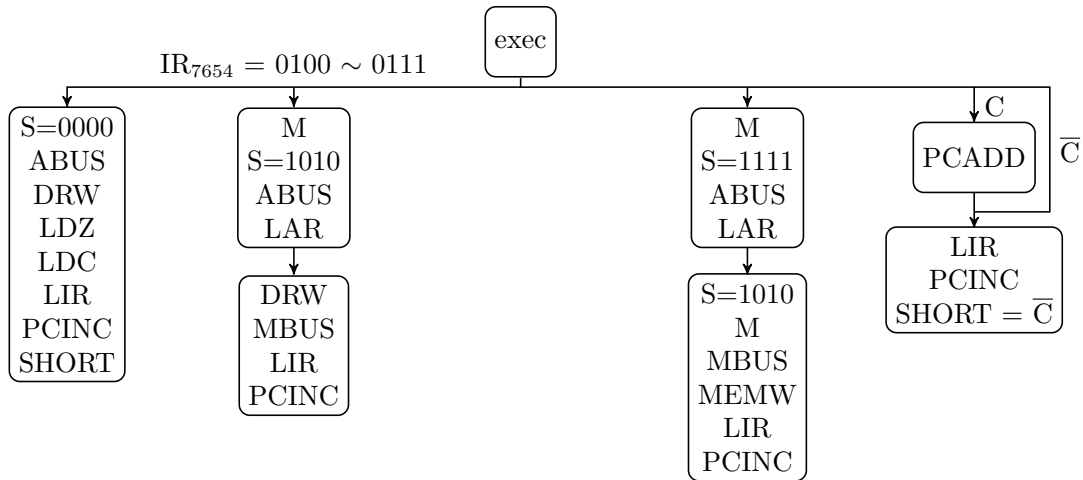 exec
IR₇₆₅₄ = 0100 ∼ 0111
S=0000
ABUS
DRW
LDZ
LDC
LIR
PCINC
SHORT
M
S=1010
ABUS
LAR
DRW
MBUS
LIR
PCINC
M
S=1111
ABUS
LAR
S=1010
M
MBUS
MEMW
LIR
PCINC
C
C̅
PCADD
LIR
PCINC
SHORT = C̅